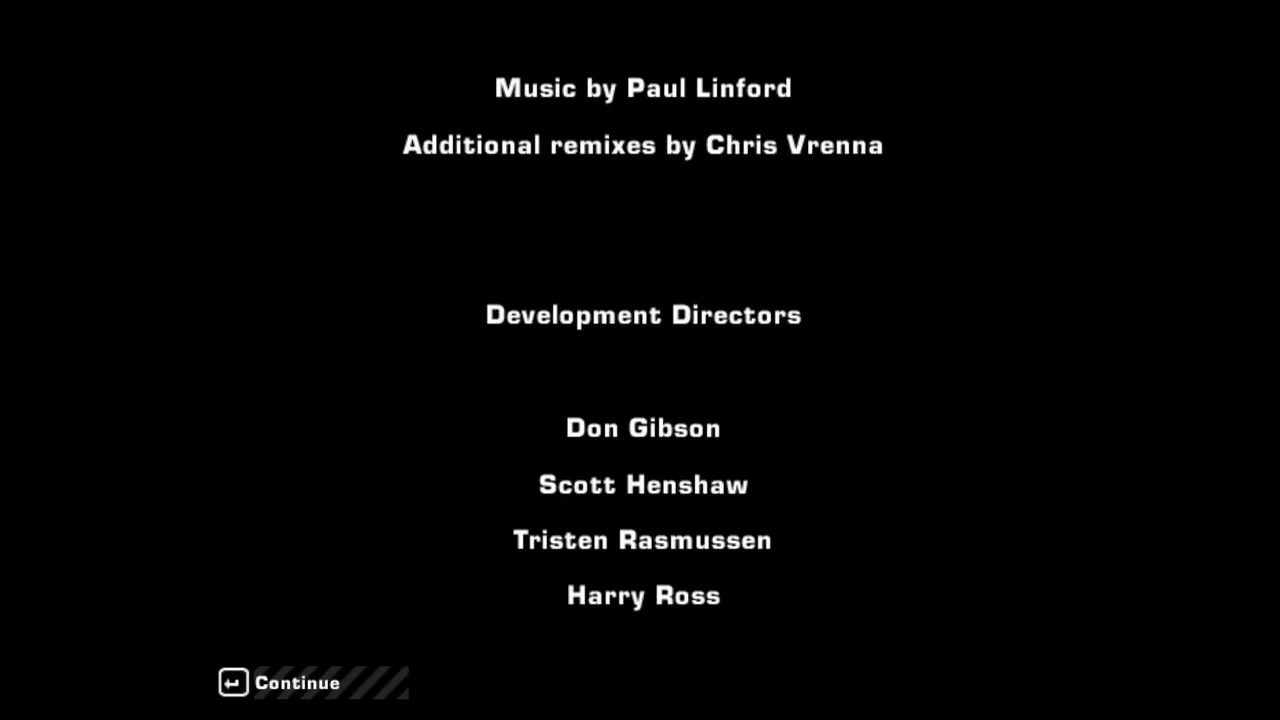 Music by Paul Linford
Additional remixes by Chris Vrenna
Development Directors
Don Gibson
Scott Henshaw
Tristen Rasmussen
Harry Ross
Continue